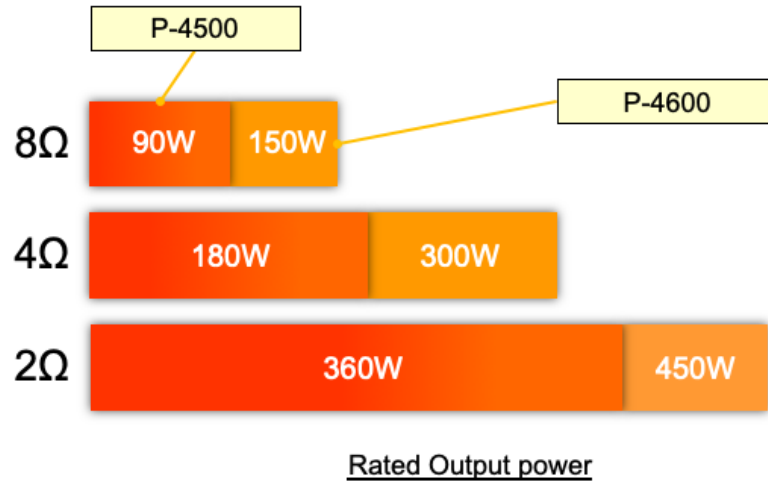 P-4500
P-4600
8Ω 90W 150W
4Ω 180W 300W
2Ω 360W 450W
Rated Output power